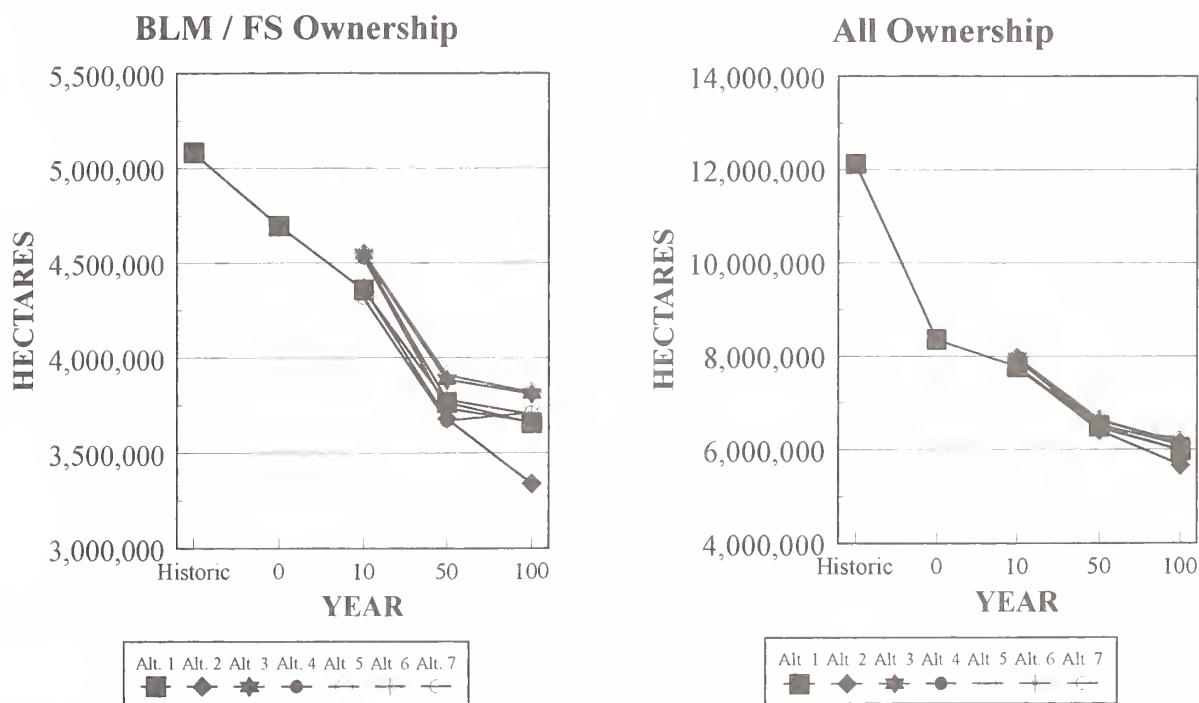 BLM / FS Ownership
5,500,000
5,000,000
4,500,000
4,000,000
3,500,000
3,000,000
HECTARES
Historic 0 10 50 100
YEAR
Alt. 1 Alt. 2 Alt 3 Alt. 4 Alt 5 Alt 6 Alt. 7
All Ownership
14,000,000
12,000,000
10,000,000
8,000,000
6,000,000
4,000,000
HECTARES
Historic 0 10 50 100
YEAR
Alt 1 Alt 2 Alt 3 Alt 4 Alt 5 Alt. 6 Alt 7